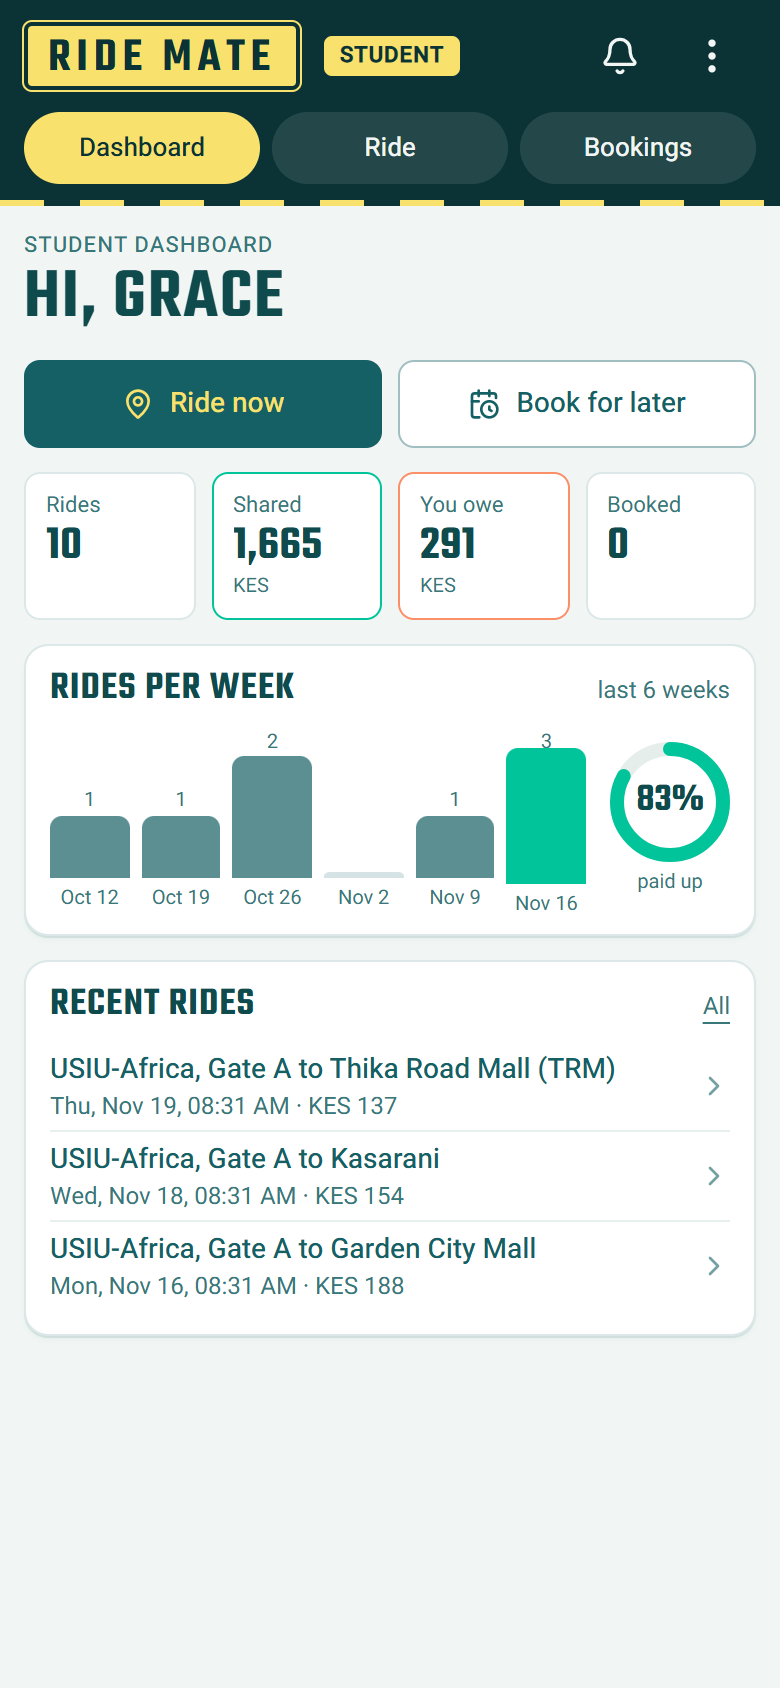 RIDE MATE
STUDENT
Dashboard
Ride
Bookings
STUDENT DASHBOARD
HI, GRACE
Ride now
Book for later
Rides
10
Shared
1,665
KES
You owe
291
KES
Booked
0
RIDES PER WEEK
last 6 weeks
1
Oct 12
1
Oct 19
2
Oct 26
Nov 2
1
Nov 9
3
Nov 16
83%
paid up
RECENT RIDES
All
USIU-Africa, Gate A to Thika Road Mall (TRM)
Thu, Nov 19, 08:31 AM · KES 137
USIU-Africa, Gate A to Kasarani
Wed, Nov 18, 08:31 AM · KES 154
USIU-Africa, Gate A to Garden City Mall
Mon, Nov 16, 08:31 AM · KES 188